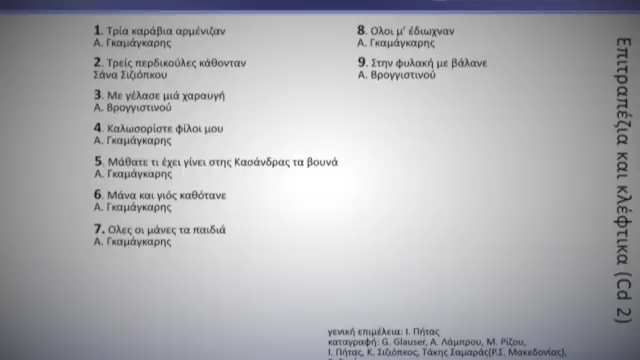 1. Τρία καράβια αρμένιζαν
Α. Γκαμάγκαρης
2. Τρείς περδικούλες κάθονταν
Σάνα Σιζιόπκου
3. Με γέλασε μιά χαραυγή
Α. Βρογγιστινού
4. Καλωσορίστε φίλοι μου
Α. Γκαμάγκαρης
5. Μάθατε τι έχει γίνει στης Κασάνδρας τα βουνά
Α. Γκαμάγκαρης
6. Μάνα και γιός καθότανε
Α. Γκαμάγκαρης
7. Ολες οι μάνες τα παιδιά
Α. Γκαμάγκαρης
8. Ολοι μ' έδιωχναν
Α. Γκαμάγκαρης
9. Στην φυλακή με βάλανε
Α. Βρογγιστινού
Επιτραπέζια και κλέφτικα (Cd 2)
γενική επιμέλεια: Ι. Πήτας
καταγραφή: G. Glauser, Α. Λάμπρου, Μ. Ρίζου,
Ι. Πήτας, Κ. Σιζιόπκος, Τάκης Σαμαράς(Ρ.Σ. Μακεδονίας),